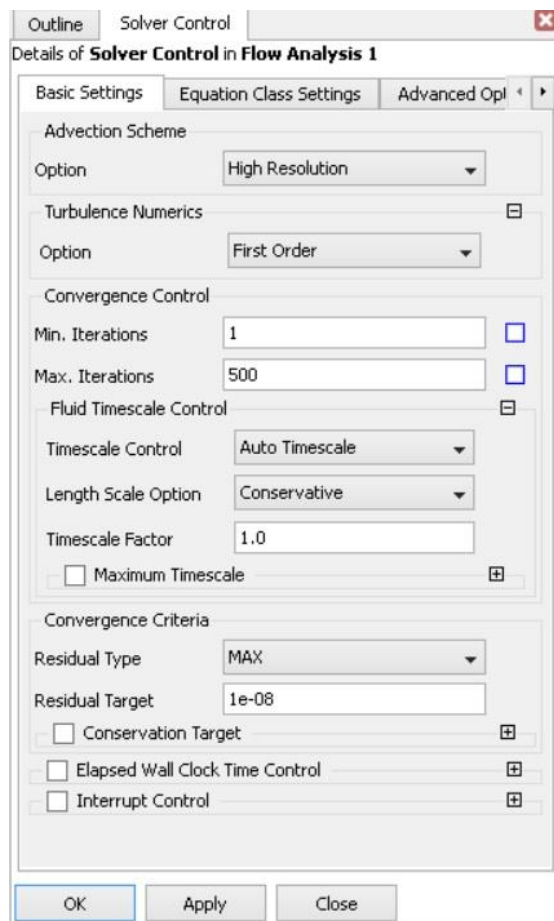 Outline Solver Control
Details of Solver Control in Flow Analysis 1
Basic Settings Equation Class Settings Advanced Opt
Advection Scheme
Option High Resolution
Turbulence Numerics
Option First Order
Convergence Control
Min. Iterations 1
Max. Iterations 500
Fluid Timescale Control
Timescale Control Auto Timescale
Length Scale Option Conservative
Timescale Factor 1.0
Maximum Timescale
Convergence Criteria
Residual Type MAX
Residual Target 1e-08
Conservation Target
Elapsed Wall Clock Time Control
Interrupt Control
OK Apply Close